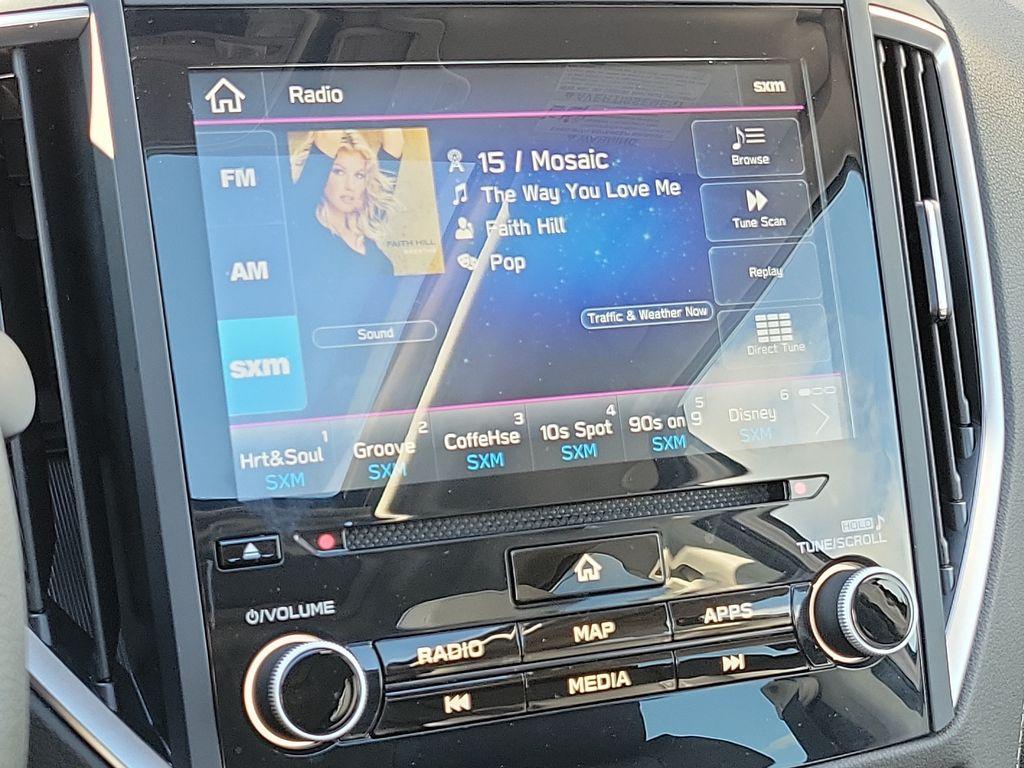 Radio
sxm
FM
AM
sxm
FAITH HILL
15 / Mosaic
The Way You Love Me
Faith Hill
Pop
Browse
Tune Scan
Replay
Direct Tune
Sound
Traffic & Weather Now
1
Hrt&Soul
SXM
2
Groove
SXM
3
CoffeHse
SXM
4
10s Spot
SXM
5
90s on 9
SXM
6
Disney
SXM
HOLD
TUNE/SCROLL
/VOLUME
RADIO
MAP
APPS
MEDIA